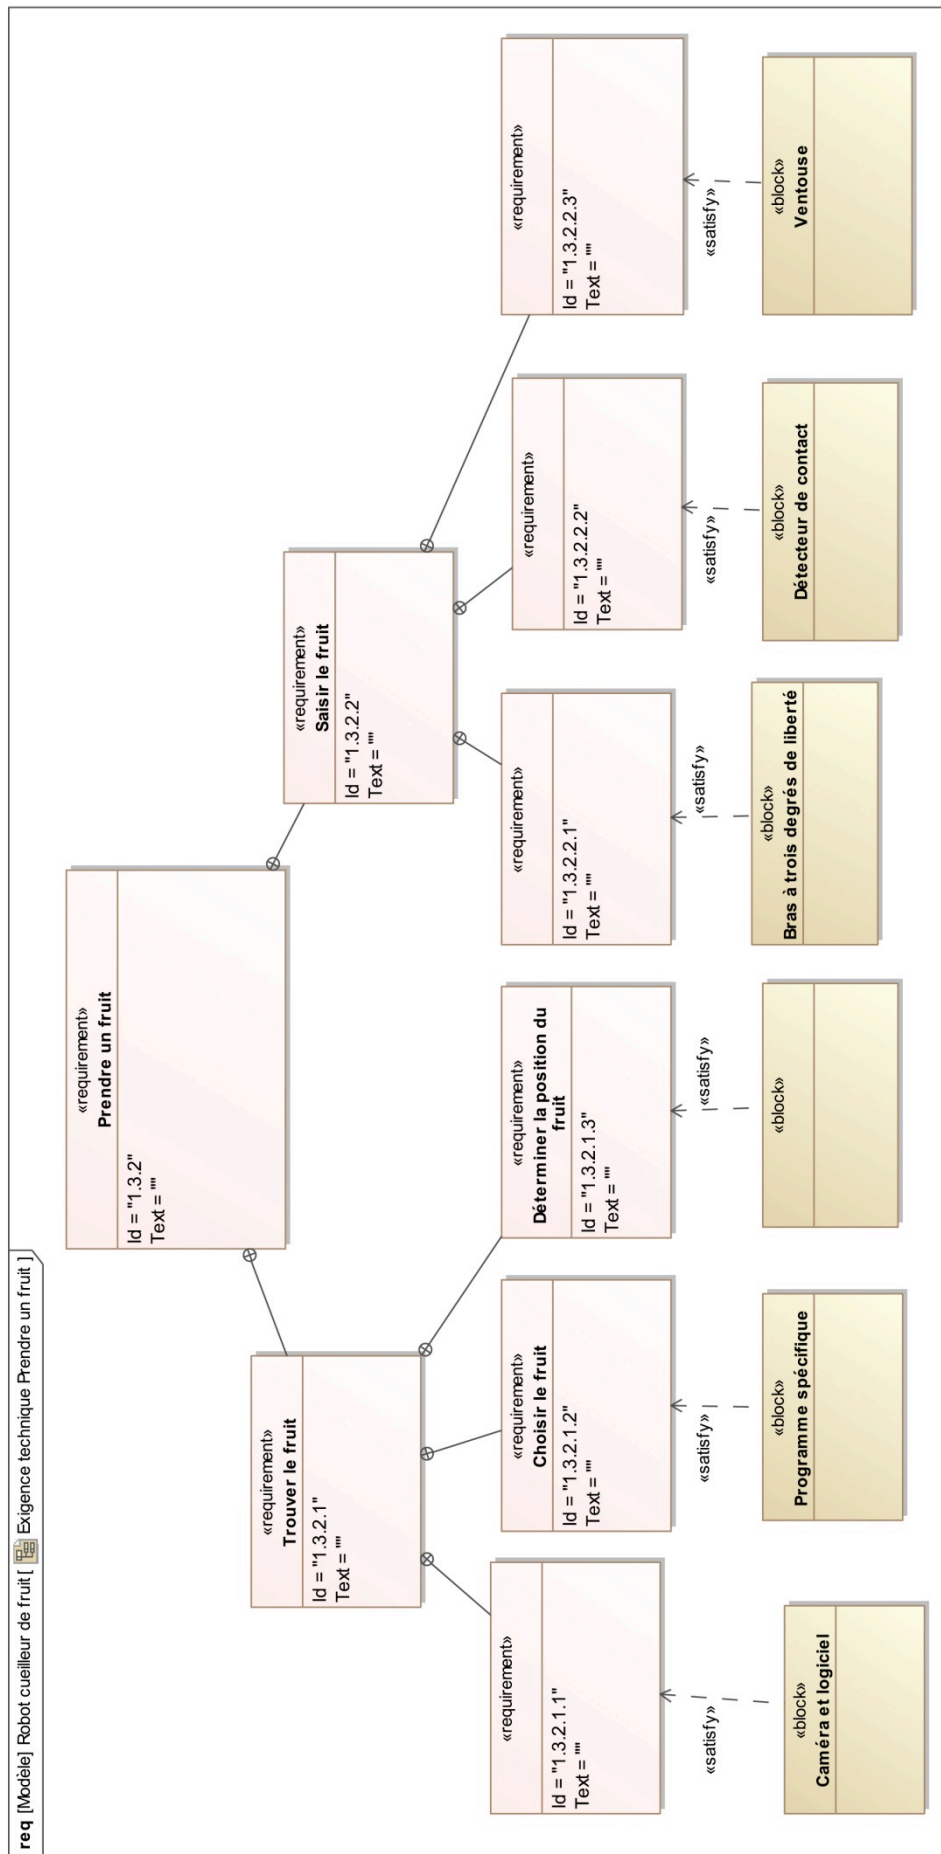 req [Modèle] Robot cueilleur de fruit [ Exigence technique Prendre un fruit ]
«requirement»
Prendre un fruit
Id = "1.3.2"
Text = ""
«requirement»
Trouver le fruit
Id = "1.3.2.1"
Text = ""
«requirement»
Saisir le fruit
Id = "1.3.2.2"
Text = ""
«requirement»
Id = "1.3.2.1.1"
Text = ""
«requirement»
Choisir le fruit
Id = "1.3.2.1.2"
Text = ""
«requirement»
Déterminer la position du
fruit
Id = "1.3.2.1.3"
Text = ""
«requirement»
Id = "1.3.2.2.1"
Text = ""
«requirement»
Id = "1.3.2.2.2"
Text = ""
«requirement»
Id = "1.3.2.2.3"
Text = ""
«satisfy»
«satisfy»
«satisfy»
«satisfy»
«satisfy»
«satisfy»
«block»
Caméra et logiciel
«block»
Programme spécifique
«block»
«block»
Bras à trois degrés de liberté
«block»
Détecteur de contact
«block»
Ventouse